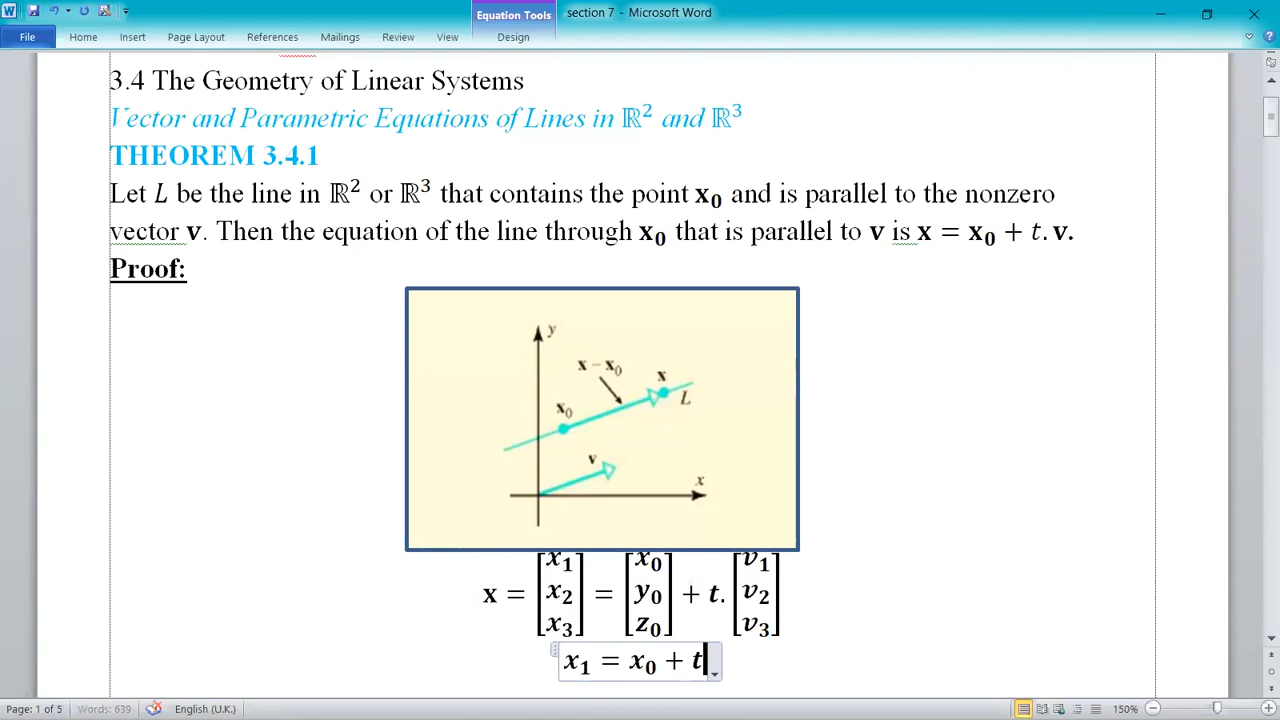 Equation Tools
section 7 - Microsoft Word
File Home Insert Page Layout References Mailings Review View Design
3.4 The Geometry of Linear Systems
Vector and Parametric Equations of Lines in ℝ² and ℝ³
THEOREM 3.4.1
Let L be the line in ℝ² or ℝ³ that contains the point x₀ and is parallel to the nonzero
vector v. Then the equation of the line through x₀ that is parallel to v is x = x₀ + t.v.
Proof:
y
x – x₀
x
L
x₀
v
x
x = [x₁ x₂ x₃] = [x₀ y₀ z₀] + t. [v₁ v₂ v₃]
x₁ = x₀ + t
Page: 1 of 5 Words: 639 English (U.K.) 150%